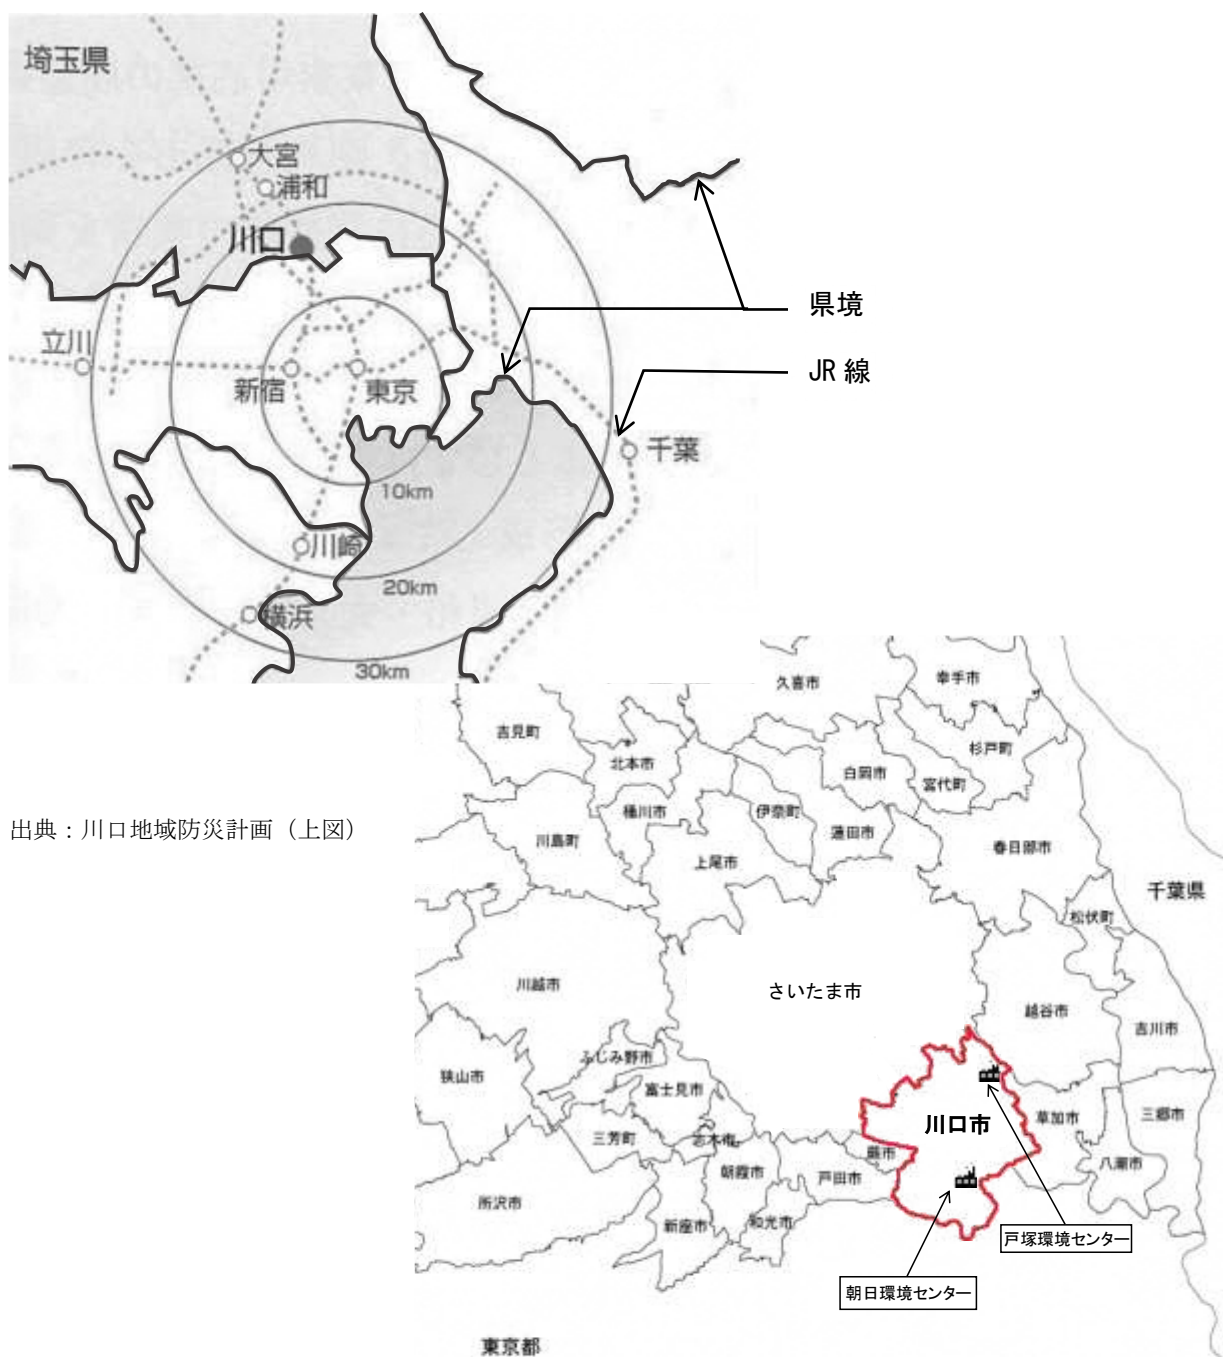 埼玉県
大宮
浦和
川口
県境
立川
JR 線
新宿
東京
千葉
10km
川崎
20km
横浜
30km
久喜市
幸手市
吉見町
杉戸町
北本市
白岡市
宮代町
桶川市
伊奈町
出典：川口地域防災計画（上図）
川島町
蓮田市
春日部市
上尾市
千葉県
松伏町
川越市
さいたま市
越谷市
吉川市
ふじみ野市
狭山市
富士見市
三郷市
川口市
草加市
三芳町
志木市
蕨市
朝霞市
戸田市
八潮市
所沢市
新座市
和光市
戸塚環境センター
朝日環境センター
東京都